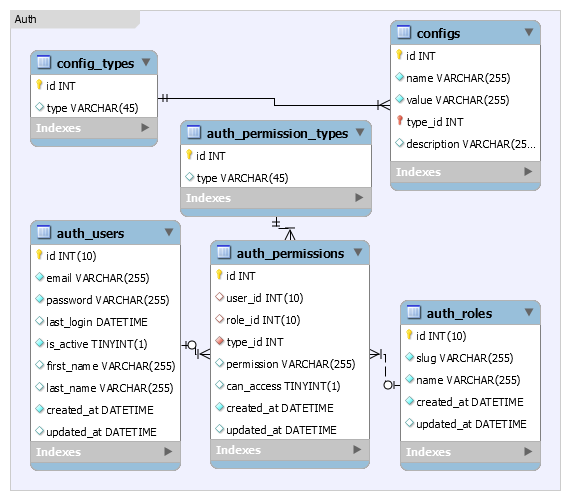 Auth
config_types
id INT
type VARCHAR(45)
Indexes
configs
id INT
name VARCHAR(255)
value VARCHAR(255)
type_id INT
description VARCHAR(25...
Indexes
auth_permission_types
id INT
type VARCHAR(45)
Indexes
auth_users
id INT(10)
email VARCHAR(255)
password VARCHAR(255)
last_login DATETIME
is_active TINYINT(1)
first_name VARCHAR(255)
last_name VARCHAR(255)
created_at DATETIME
updated_at DATETIME
Indexes
auth_permissions
id INT
user_id INT(10)
role_id INT(10)
type_id INT
permission VARCHAR(255)
can_access TINYINT(1)
created_at DATETIME
updated_at DATETIME
Indexes
auth_roles
id INT(10)
slug VARCHAR(255)
name VARCHAR(255)
created_at DATETIME
updated_at DATETIME
Indexes